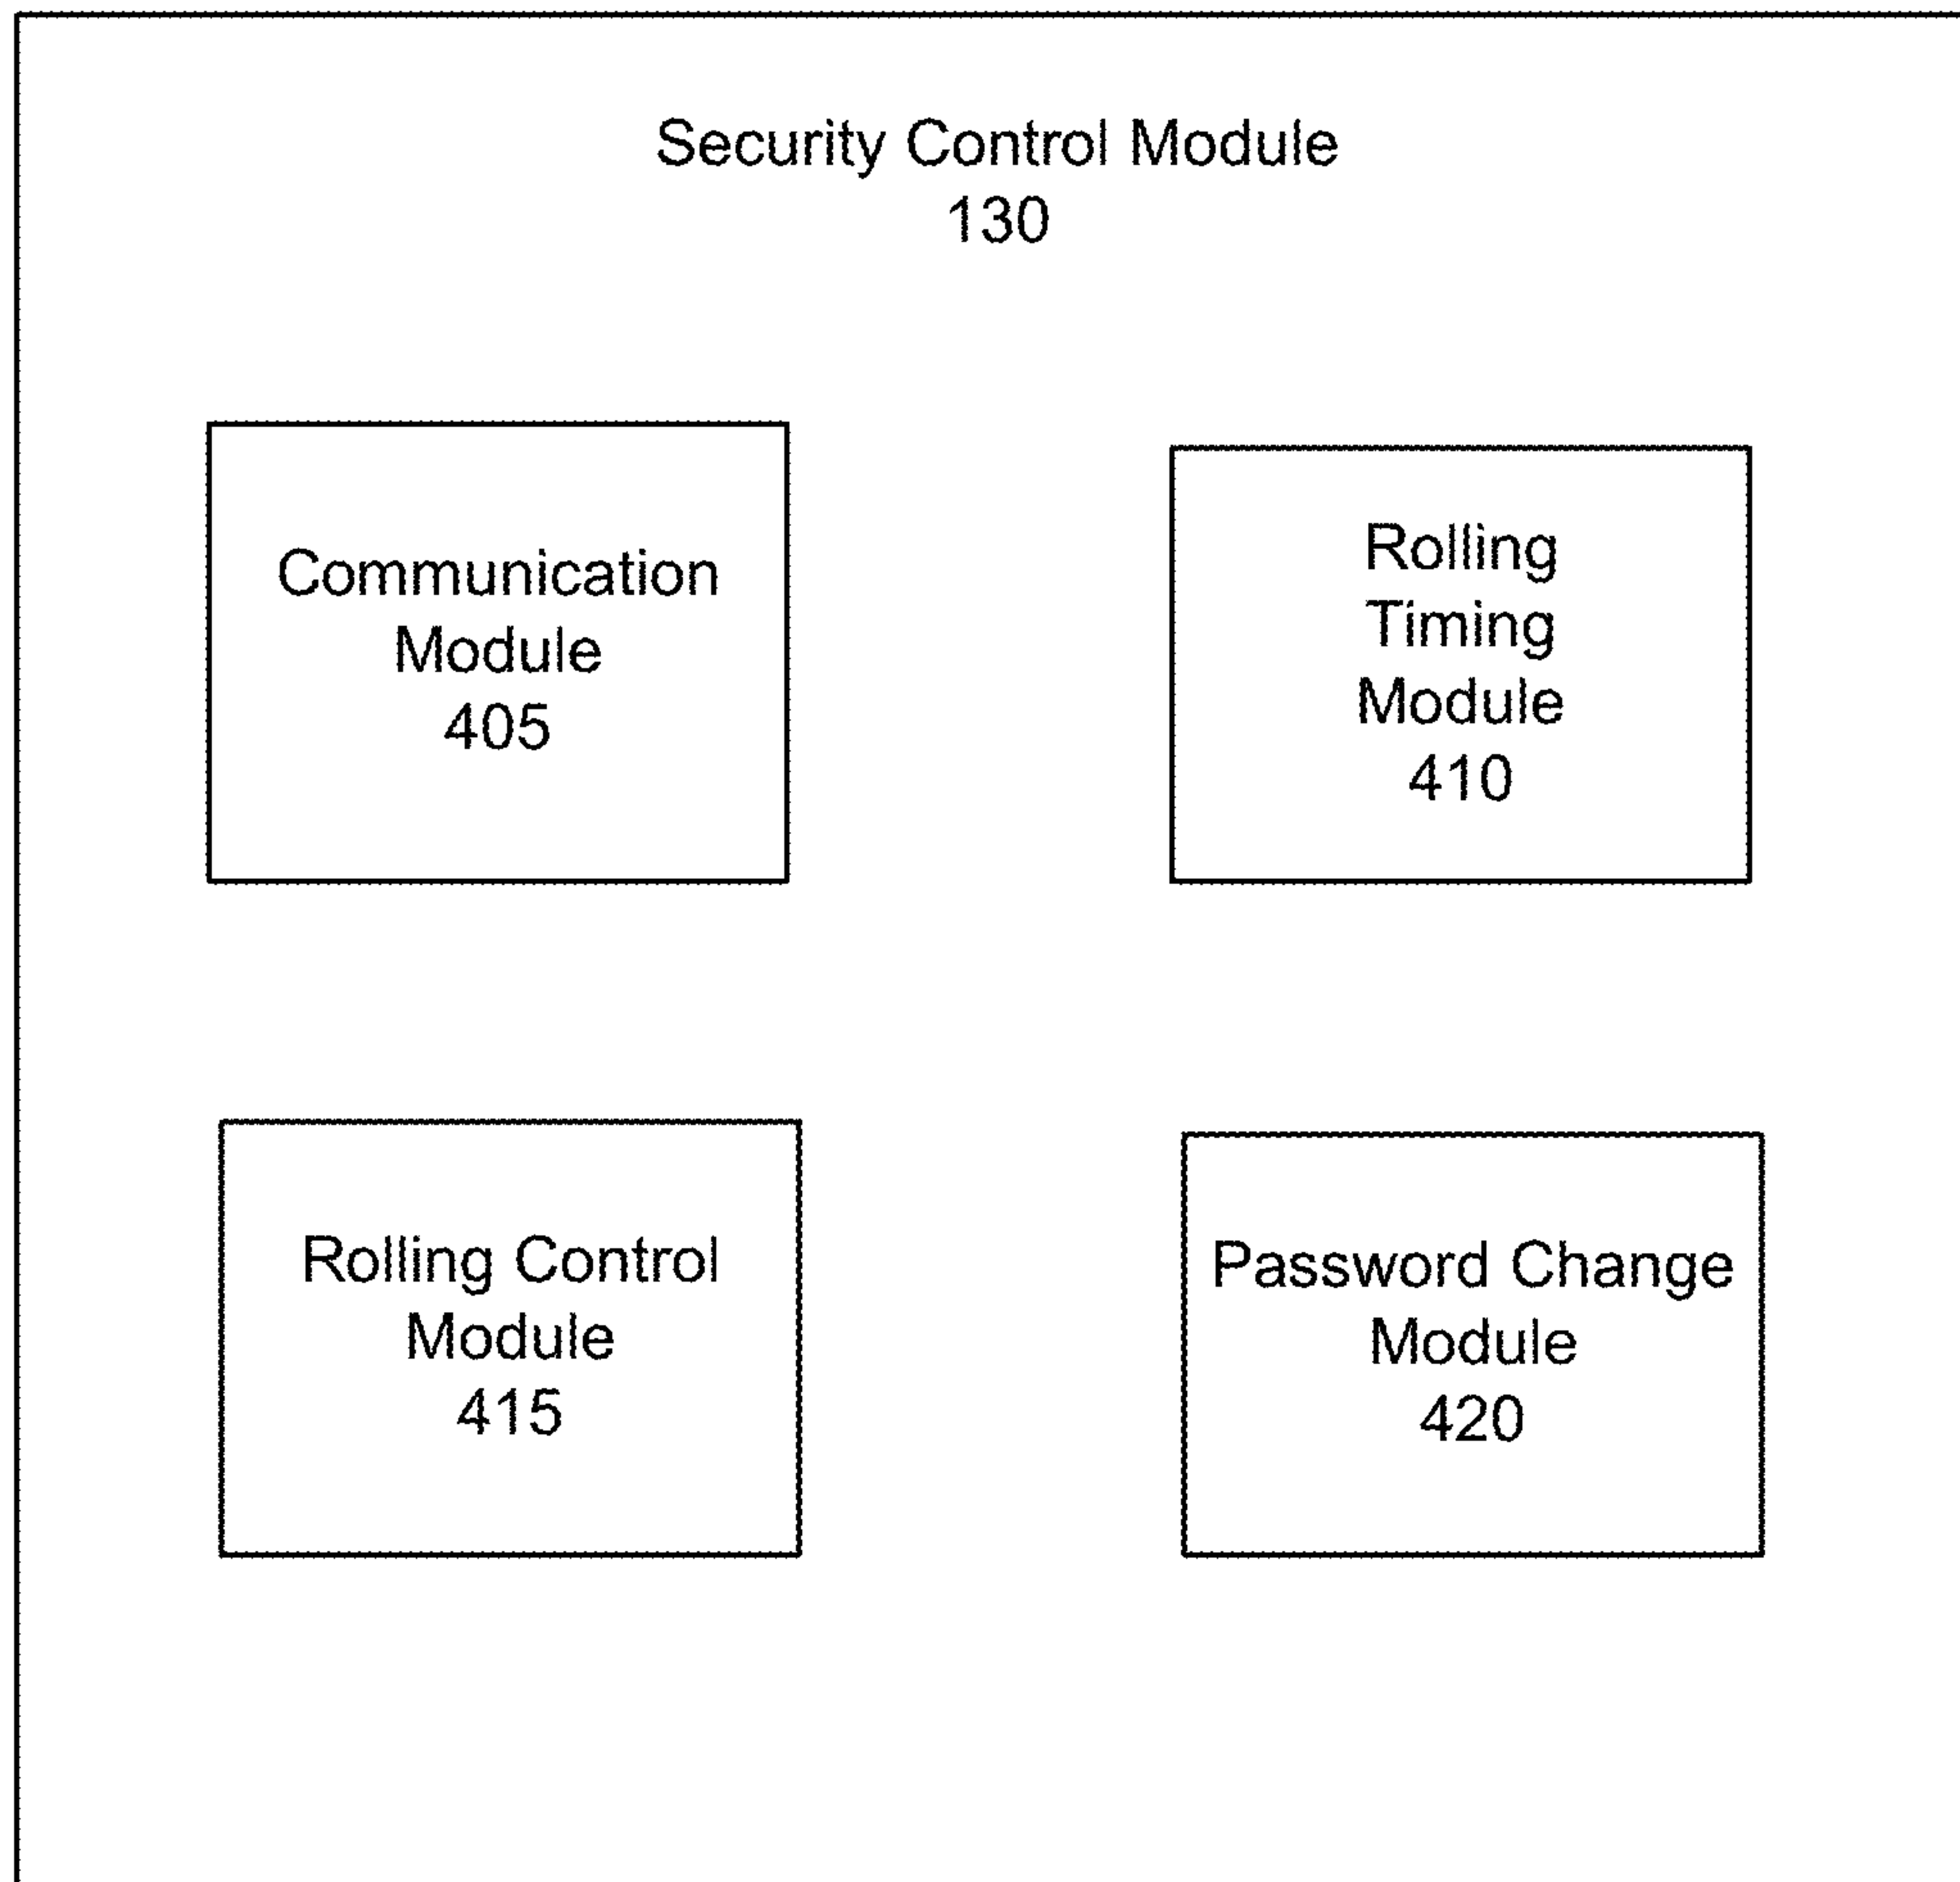 Security Control Module
130
Communication
Module
405
Rolling
Timing
Module
410
Rolling Control
Module
415
Password Change
Module
420